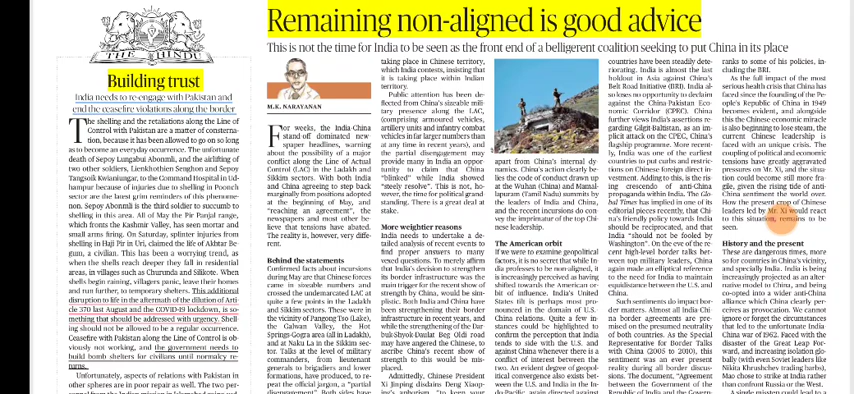 THE HINDU
Building trust
India needs to re-engage with Pakistan and
end the ceasefire violations along the border
The shelling and the retaliations along the Line of
Control with Pakistan are a matter of consterna-
tion, because it has been allowed to go on so long
as to become an everyday occurrence. The unfortunate
death of Sepoy Lungabui Abonmli, and the airlifting
of two other soldiers, Lienkhothien Senghon and Sepoy
Tangsoik Kwianiungar, to the Command Hospital in Ud-
hampur because of injuries due to shelling in Poonch
sector are the latest grim reminders of this phenome-
non. Sepoy Abonmli is the third soldier to succumb to
shelling in this area. All of May the Pir Panjal range,
which fronts the Kashmir Valley, has seen mortar and
small arms firing. On Saturday, splinter injuries from
shelling in Haji Pir in Uri, claimed the life of Akhtar Be-
gum, a civilian. This has been a worrying trend, as
when the shells reach deeper they fall in residential
areas, in villages such as Churunda and Silikote. When
shells begin raining, villagers panic, leave their homes
and run further, to temporary shelters. This additional
disruption to life in the aftermath of the dilution of Arti-
cle 370 last August and the COVID-19 lockdown, is so-
mething that should be addressed with urgency. Shell-
ing should not be allowed to be a regular occurrence.
Ceasefire with Pakistan along the Line of Control is ob-
viously not working, and the government needs to
build bomb shelters for civilians until normalcy re-
turns.
Unfortunately, aspects of relations with Pakistan in
other spheres are in poor repair as well. The two per-
Remaining non-aligned is good advice
This is not the time for India to be seen as the front end of a belligerent coalition seeking to put China in its place
M.K. NARAYANAN
For weeks, the India-China
stand-off dominated new
spaper headlines, warning
about the possibility of a major
conflict along the Line of Actual
Control (LAC) in the Ladakh and
Sikkim sectors. With both India
and China agreeing to step back
marginally from positions adopted
at the beginning of May, and
"reaching an agreement", the
newspapers and most other be-
lieve that tensions have abated.
The reality is, however, very diffe-
rent.
Behind the statements
Confirmed facts about incursions
during May are that Chinese forces
came in sizeable numbers and
crossed the undemarcated LAC at
quite a few points in the Ladakh
and Sikkim sectors. These were in
the vicinity of Pangong Tso (Lake),
the Galwan Valley, the Hot
Springs-Gogra area (all in Ladakh),
and at Naku La in the Sikkim sec-
tor. Talks at the level of military
commanders, from lieutenant
generals to brigadiers and lower
formations, have produced, to re-
peat the official jargon, a "partial
disengagement". Both sides have
taking place in Chinese territory,
which India contests, insisting that
it is taking place within Indian
territory.
Public attention has been de-
flected from China's sizeable mili-
tary presence along the LAC,
(comprising armoured vehicles,
artillery units and infantry combat
vehicles in far larger numbers than
at any time in recent years), and
the partial disengagement may
provide many in India an oppor-
tunity to claim that China
"blinked" while India showed
"steely resolve". This is not, ho-
wever, the time for political grand-
standing. There is a great deal at
stake.
More weightier reasons
India needs to undertake a de-
tailed analysis of recent events to
find proper answers to many
vexed questions. To merely affirm
that India's decision to strengthen
border infrastructure was the
main trigger for the recent show of
strength by China, would be sim-
plistic. Both India and China have
been strengthening their border
infrastructure in recent months,
and while the strengthening of the Dar-
buk-Shyok-Daulat Beg Oldi road
may have angered the Chinese, to
ascribe China's recent show of
strength to this would be mis-
placed.
Admittedly, Chinese President
Xi Jinping disdains Deng Xiaop-
ing's aphorism, "to keep your
apart from China's internal dy-
namics. China's action clearly be-
lies the code of conduct drawn up
at the Wuhan (China) and Mamal-
lapuram (Tamil Nadu) summits by
the leaders of India and China,
and the recent incursions do con-
vey the imprimatur of the top Chi-
nese leadership.
The American orbit
If we were to examine geopolitical
factors, it is no secret that while In-
dia professes to be non-aligned, it
is increasingly perceived as having
shifted towards the American or-
bit of influence. India's United
States tilt is perhaps most pro-
nounced in the domain of U.S.-
China relations. Quite a few in-
stances could be highlighted to
confirm the perception that India
tends to side with the U.S. and
against China whenever there is a
conflict of interest between the
two. An evident degree of geopol-
itical convergence also exists bet-
ween the U.S. and India in the In-
do-Pacific, again directed against
countries have been steadily dete-
riorating. India is almost the last
holdout in Asia against China's
Belt Road Initiative (BRI). India al-
so loses no opportunity to declaim
against the China-Pakistan Eco-
nomic Corridor (CPEC). China
further views India's assertions re-
garding Gilgit-Baltistan, as an im-
plicit attack on the CPEC, China's
flagship programme. More recent-
ly, India was one of the earliest
countries to put curbs and restric-
tions on Chinese foreign direct in-
vestment. Adding to this, is the ri-
sing crescendo of anti-China
propaganda within India. The Glo-
bal Times has implied in one of its
editorial pieces recently, that Chi-
na's friendly policy towards India
should be reciprocated, and that
India "should not be fooled by
Washington". On the eve of the re-
cent high-level border talks bet-
ween top military leaders, China
again made an elliptical reference
to the need for India to maintain
equidistance between the U.S. and
China.
Such sentiments do impact bor-
der matters. Almost all India-Chi-
na border agreements are pre-
mised on the presumed neutrality
of both countries. As the Special
Representative for Border Talks
with China (2005 to 2010), this
sentiment was an ever present
reality during all border discus-
sions. The document, "Agreement
between the Government of the
Republic of India and the Govern-
ranks to some of his policies, in-
cluding the BRI.
As the full impact of the most
serious health crisis that China has
faced since the founding of the Pe-
ople's Republic of China in 1949
becomes evident, and alongside
this the Chinese economic miracle
is also beginning to lose steam, the
current Chinese leadership is
faced with an unique crisis. The
coupling of political and economic
tensions have greatly aggravated
pressures on Mr. Xi, and the situa-
tion could become still more fra-
gile, given the rising tide of anti-
China sentiment the world over.
How the present crop of Chinese
leaders led by Mr. Xi would react
to this situation, remains to be
seen.
History and the present
These are dangerous times, more
so for countries in China's vicinity,
and specially India. India is being
increasingly projected as an alter-
native model to China, and being
co-opted into a wider anti-China
alliance which China clearly per-
ceives as provocation. We cannot
ignore or forget the circumstances
that led to the unfortunate India-
China war of 1962. Faced with the
disaster of the Great Leap For-
ward, and increasing isolation glo-
bally (with even Soviet leaders like
Nikita Khrushchev trading barbs),
Mao chose to strike at India rather
than confront Russia or the West.
A single misstep could lead to a